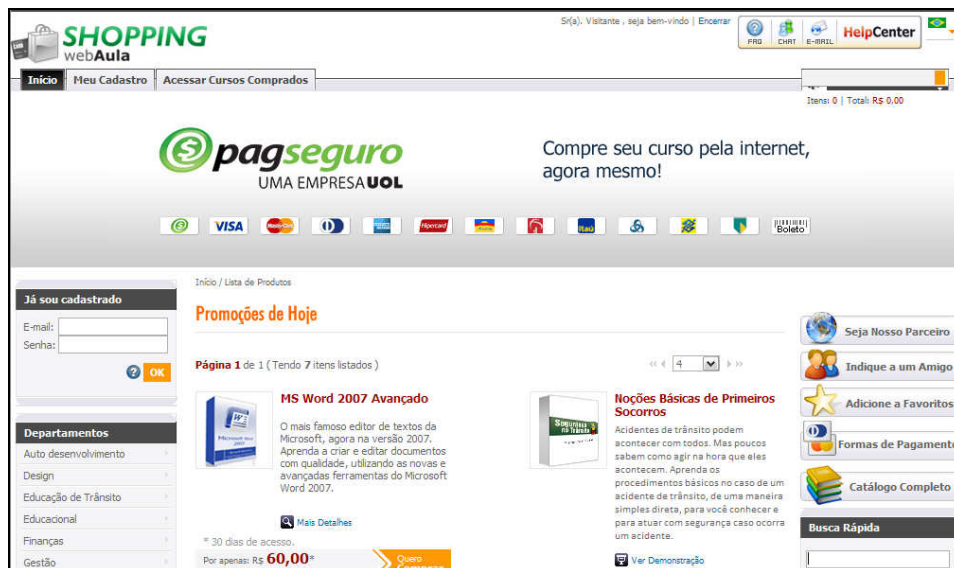 SHOPPING
webAula
Sr(a). Visitante , seja bem-vindo | Encerrar
FAQ
CHAT
E-MAIL
HelpCenter
Início
Meu Cadastro
Acessar Cursos Comprados
Itens: 0 | Total: R$ 0,00
pagseguro
UMA EMPRESA UOL
Compre seu curso pela internet,
agora mesmo!
VISA
MasterCard
Hipercard
Itaú
Boleto
Já sou cadastrado
E-mail:
Senha:
OK
Departamentos
Auto desenvolvimento
Design
Educação de Trânsito
Educacional
Finanças
Gestão
Início / Lista de Produtos
Promoções de Hoje
Página 1 de 1 ( Tendo 7 itens listados )
4
MS Word 2007 Avançado
O mais famoso editor de textos da
Microsoft, agora na versão 2007.
Aprenda a criar e editar documentos
com qualidade, utilizando as novas e
avançadas ferramentas do Microsoft
Word 2007.
Mais Detalhes
* 30 dias de acesso.
Por apenas: R$ 60,00*
Quero
Comprar
Segurança
no Trânsito
Noções Básicas de Primeiros
Socorros
Acidentes de trânsito podem
acontecer com todos. Mas poucos
sabem como agir na hora que eles
acontecem. Aprenda os
procedimentos básicos no caso de um
acidente de trânsito, de uma maneira
simples direta, para você conhecer e
para atuar com segurança caso ocorra
um acidente.
Ver Demonstração
Seja Nosso Parceiro
Indique a um Amigo
Adicione a Favoritos
Formas de Pagamento
Catálogo Completo
Busca Rápida